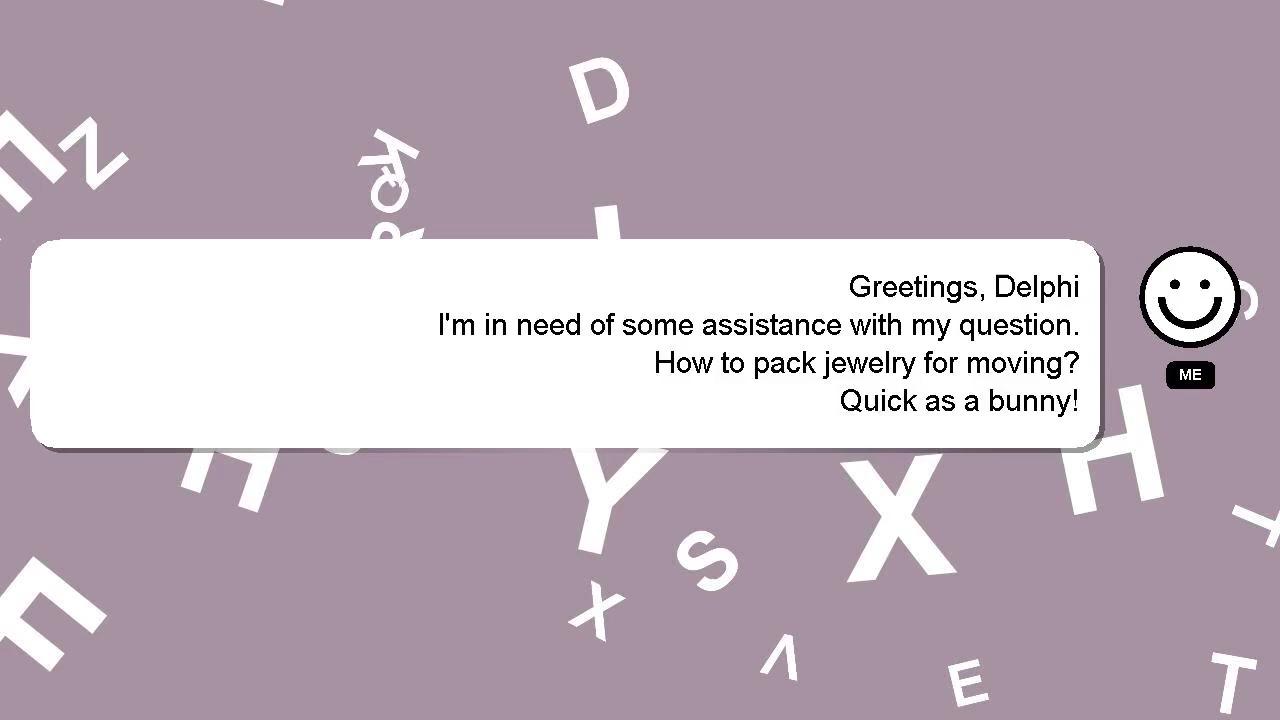 Greetings, Delphi
I'm in need of some assistance with my question.
How to pack jewelry for moving?
Quick as a bunny!
ME
D
Z
K
O
R
H
Y
X
H
S
X
V
E
T